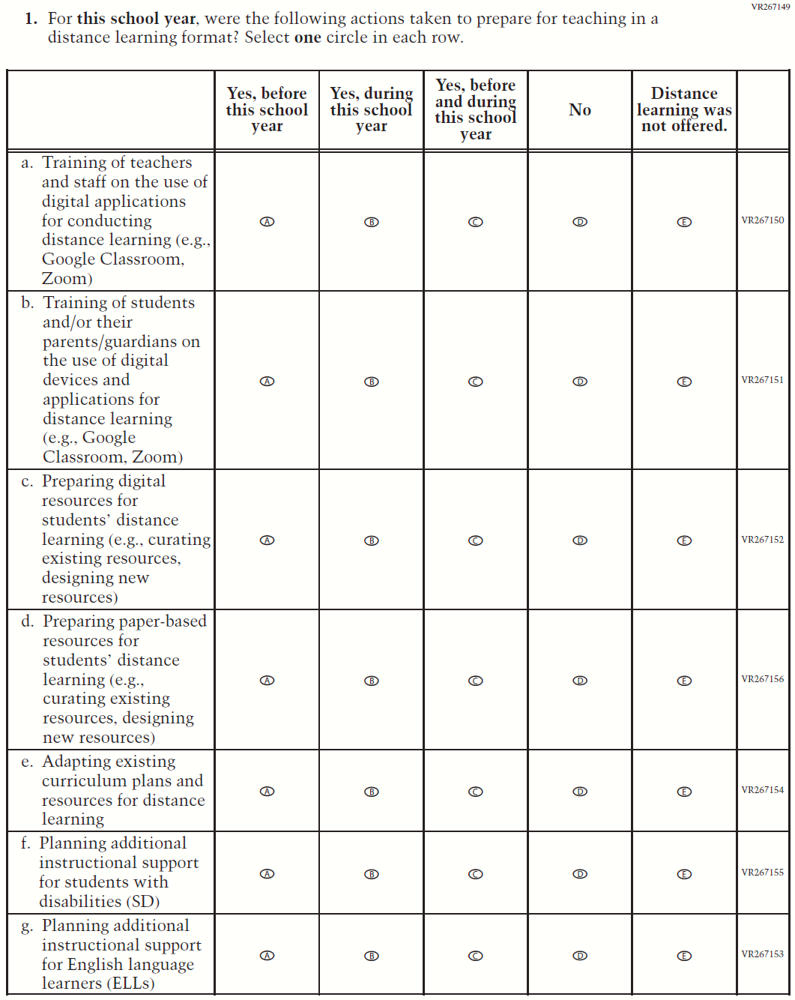 VR267149
1. For this school year, were the following actions taken to prepare for teaching in a
distance learning format? Select one circle in each row.
Yes, before
this school
year
Yes, during
this school
year
Yes, before
and during
this school
year
No
Distance
learning was
not offered.
a. Training of teachers
and staff on the use of
digital applications
for conducting
distance learning (e.g.,
Google Classroom,
Zoom)
A B C D E VR267150
b. Training of students
and/or their
parents/guardians on
the use of digital
devices and
applications for
distance learning
(e.g., Google
Classroom, Zoom)
A B C D E VR267151
c. Preparing digital
resources for
students’ distance
learning (e.g., curating
existing resources,
designing new
resources)
A B C D E VR267152
d. Preparing paper-based
resources for
students’ distance
learning (e.g.,
curating existing
resources, designing
new resources)
A B C D E VR267156
e. Adapting existing
curriculum plans and
resources for distance
learning
A B C D E VR267154
f. Planning additional
instructional support
for students with
disabilities (SD)
A B C D E VR267155
g. Planning additional
instructional support
for English language
learners (ELLs)
A B C D E VR267153